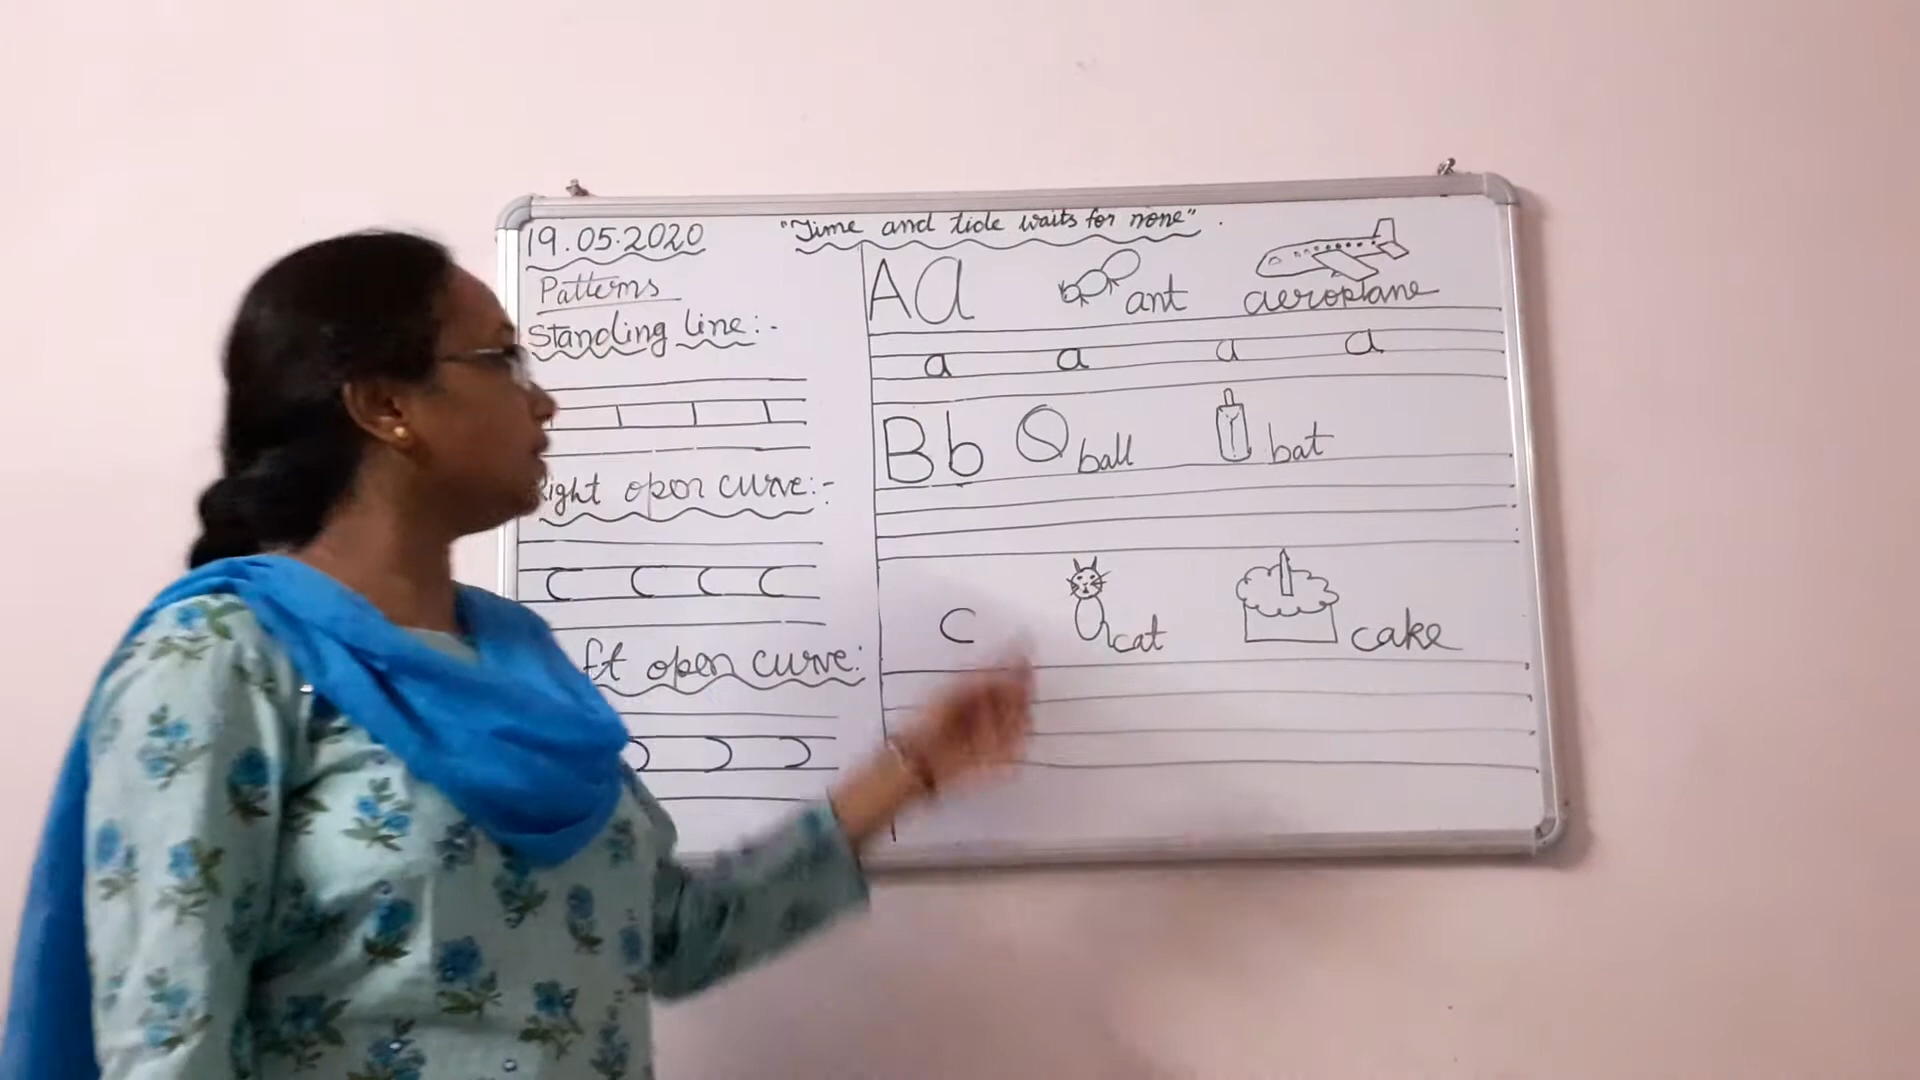 19.05.2020
"Time and tide waits for none".
Patterns
Standing line:-
Right open curve:-
C C C C
ft open curve:
Aa ant aeroplane
a a a a
Bb ball bat
c cat cake